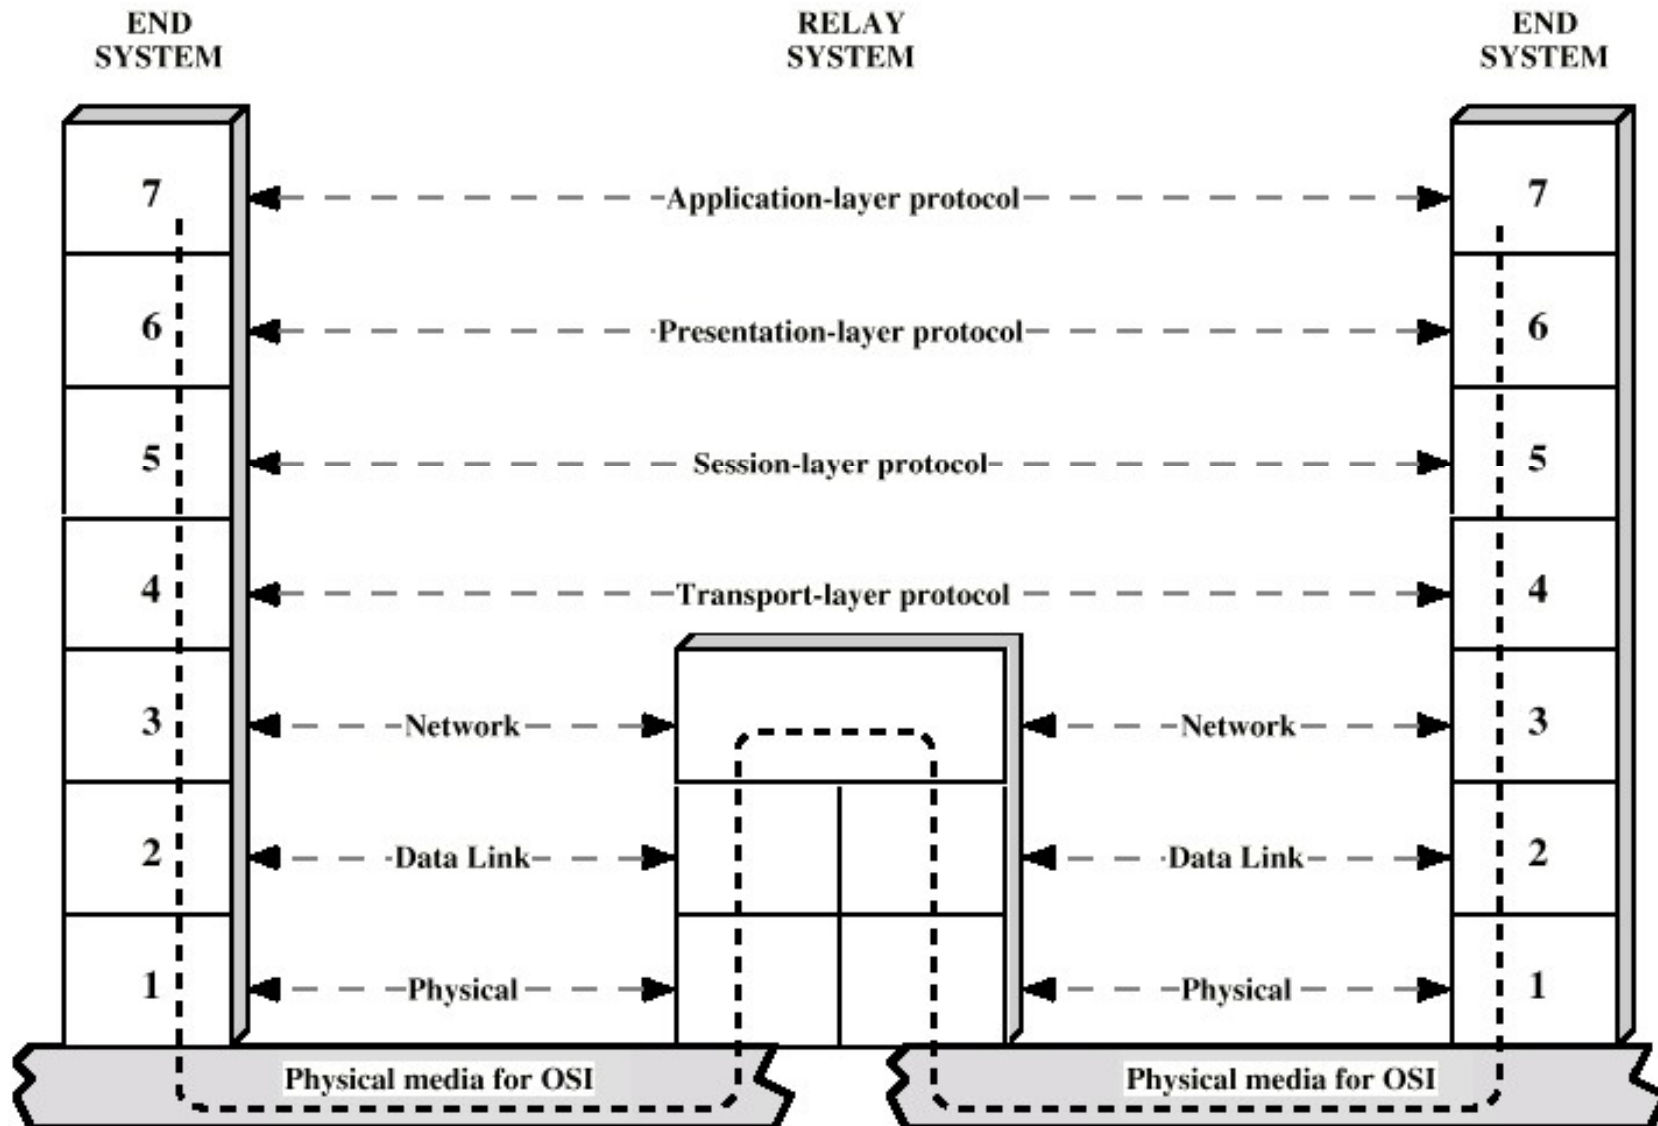 END
SYSTEM
RELAY
SYSTEM
END
SYSTEM
7
Application-layer protocol
7
6
Presentation-layer protocol
6
5
Session-layer protocol
5
4
Transport-layer protocol
4
3
Network
Network
3
2
Data Link
Data Link
2
1
Physical
Physical
1
Physical media for OSI
Physical media for OSI